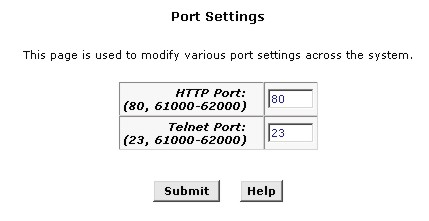 Port Settings
This page is used to modify various port settings across the system.
HTTP Port:
(80, 61000-62000)
80
Telnet Port:
(23, 61000-62000)
23
Submit
Help